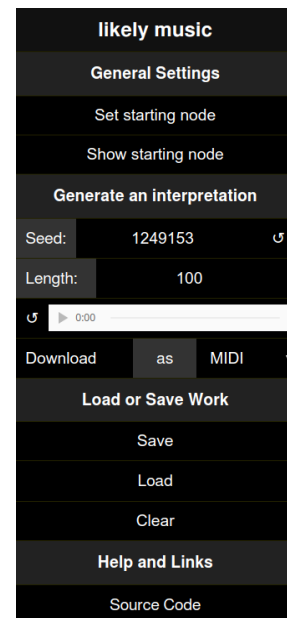 likely music
General Settings
Set starting node
Show starting node
Generate an interpretation
Seed: 1249153 ↺
Length: 100
↺ 0:00
Download as MIDI
Load or Save Work
Save
Load
Clear
Help and Links
Source Code